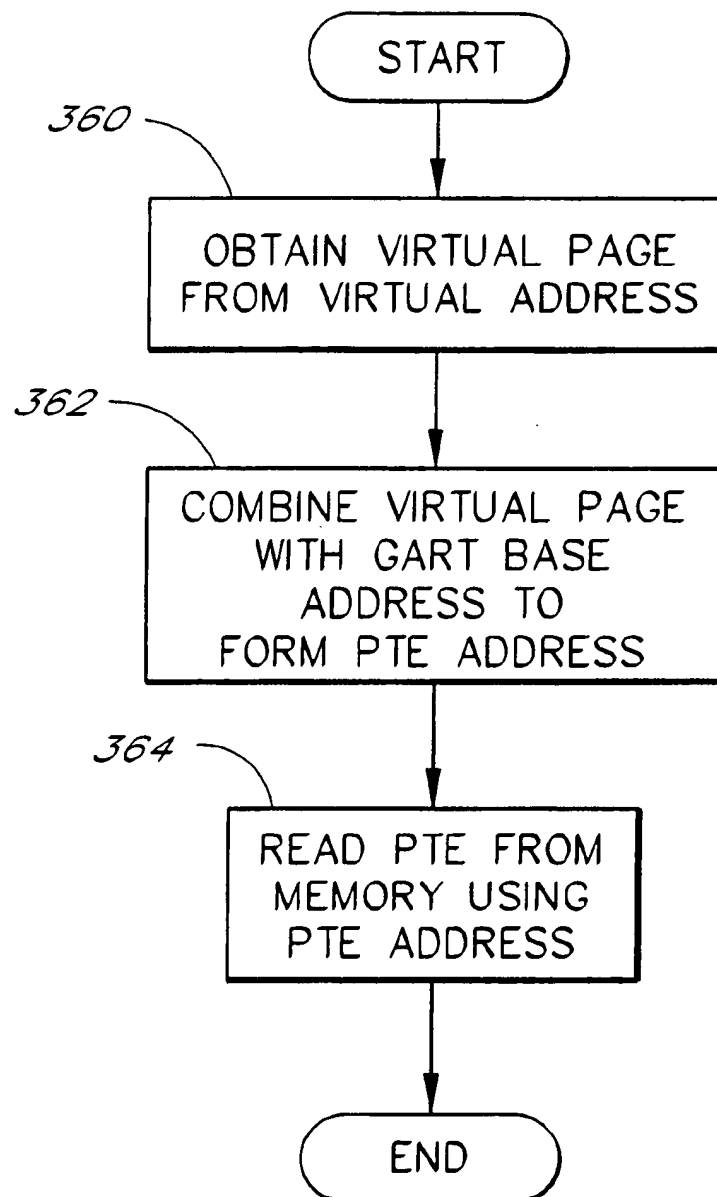 START
360
OBTAIN VIRTUAL PAGE
FROM VIRTUAL ADDRESS
362
COMBINE VIRTUAL PAGE
WITH GART BASE
ADDRESS TO
FORM PTE ADDRESS
364
READ PTE FROM
MEMORY USING
PTE ADDRESS
END